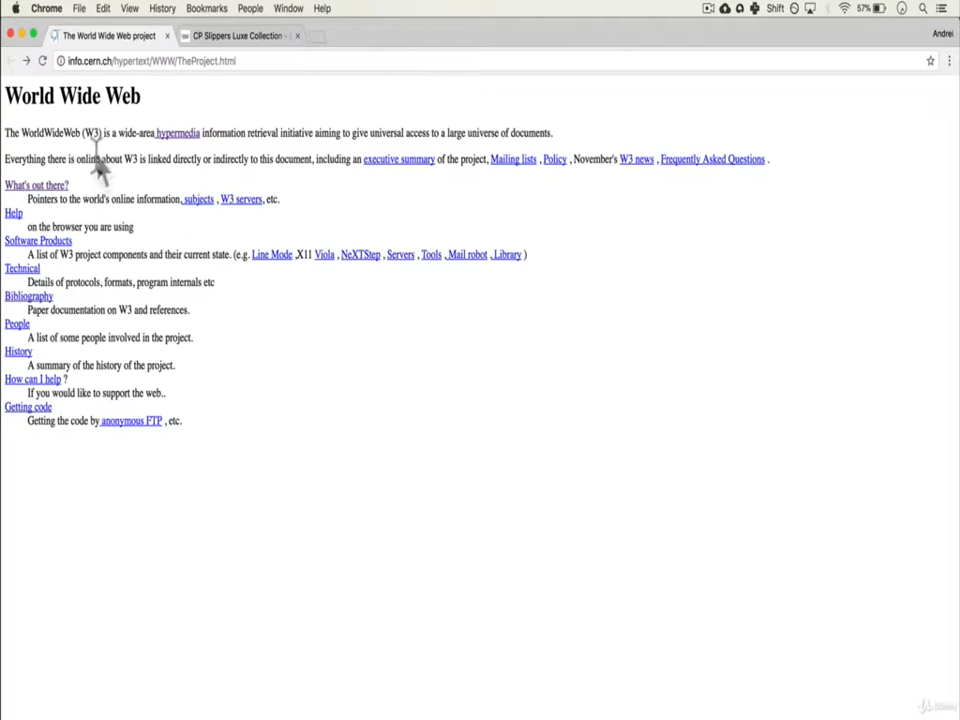 Chrome File Edit View History Bookmarks People Window Help Shift 57%
The World Wide Web project CP Slippers Luxe Collection - Andrei
info.cern.ch/hypertext/WWW/TheProject.html
World Wide Web
The WorldWideWeb (W3) is a wide-area hypermedia information retrieval initiative aiming to give universal access to a large universe of documents.
Everything there is online about W3 is linked directly or indirectly to this document, including an executive summary of the project, Mailing lists , Policy , November's W3 news , Frequently Asked Questions .
What's out there?
Pointers to the world's online information, subjects , W3 servers, etc.
Help
on the browser you are using
Software Products
A list of W3 project components and their current state. (e.g. Line Mode ,X11 Viola , NeXTStep , Servers , Tools , Mail robot , Library )
Technical
Details of protocols, formats, program internals etc
Bibliography
Paper documentation on W3 and references.
People
A list of some people involved in the project.
History
A summary of the history of the project.
How can I help ?
If you would like to support the web..
Getting code
Getting the code by anonymous FTP , etc.
Udemy